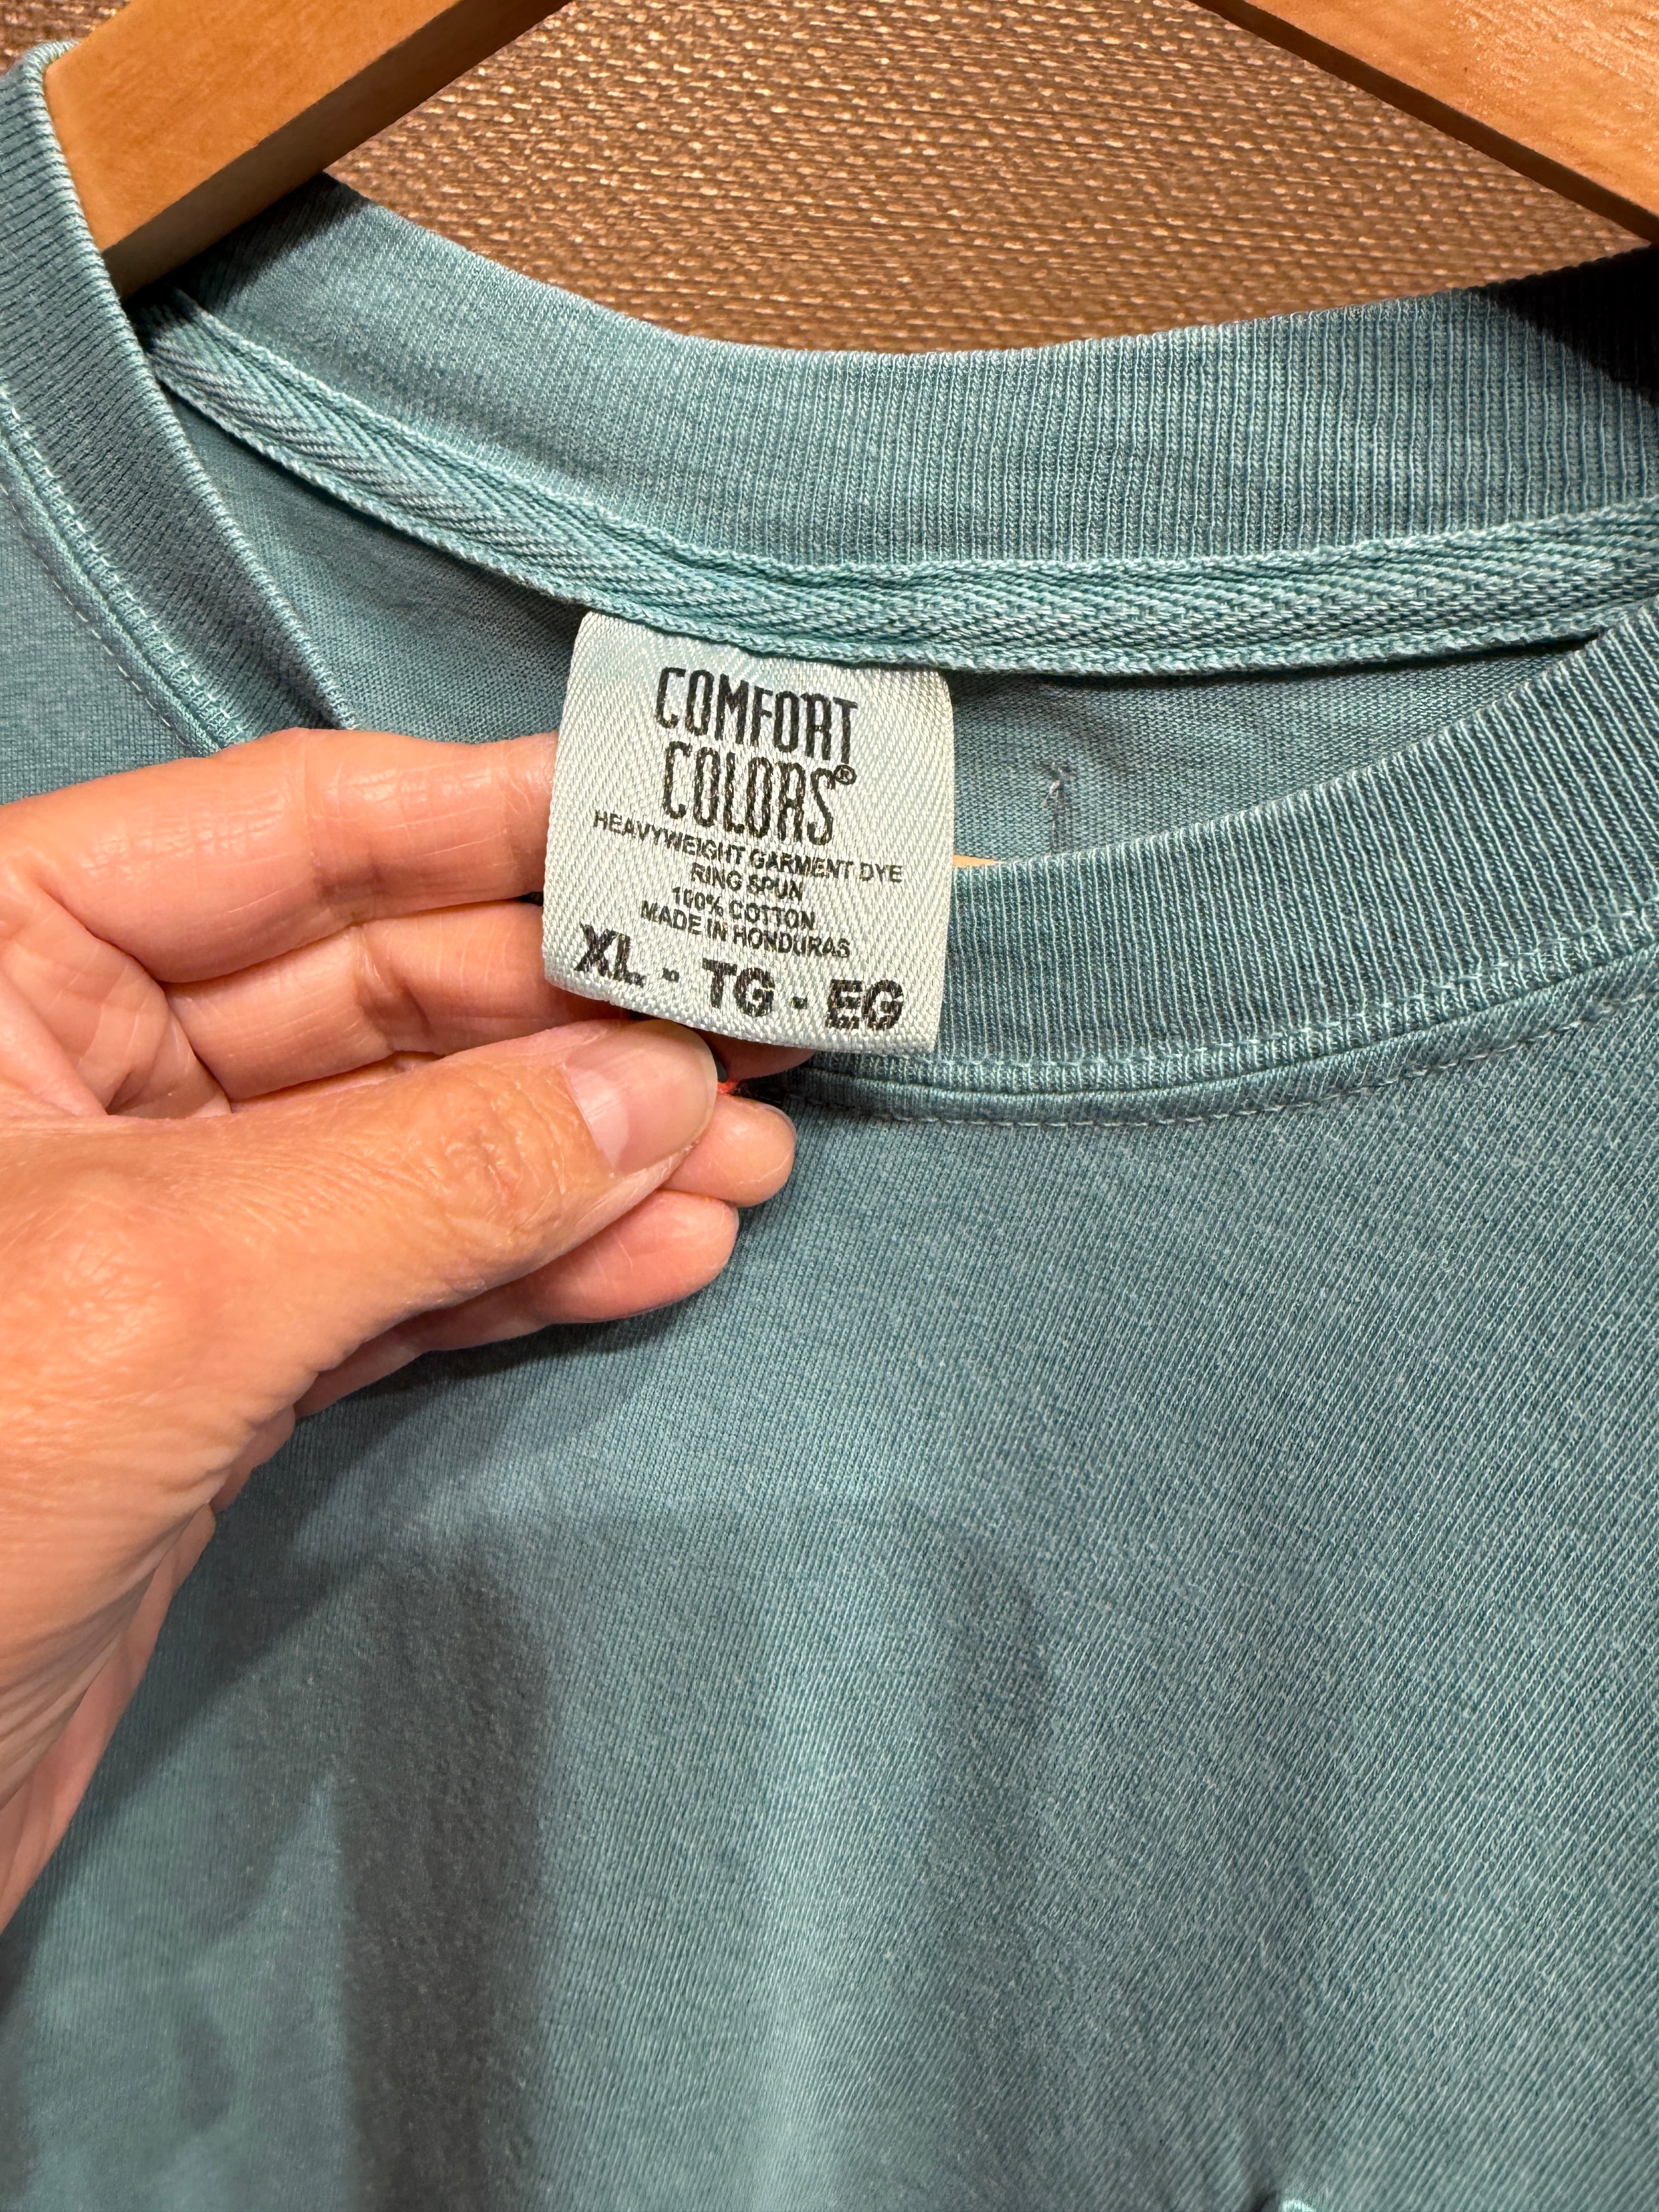 COMFORT
COLORS®
HEAVYWEIGHT GARMENT DYE
RING SPUN
100% COTTON
MADE IN HONDURAS
XL - TG - EG